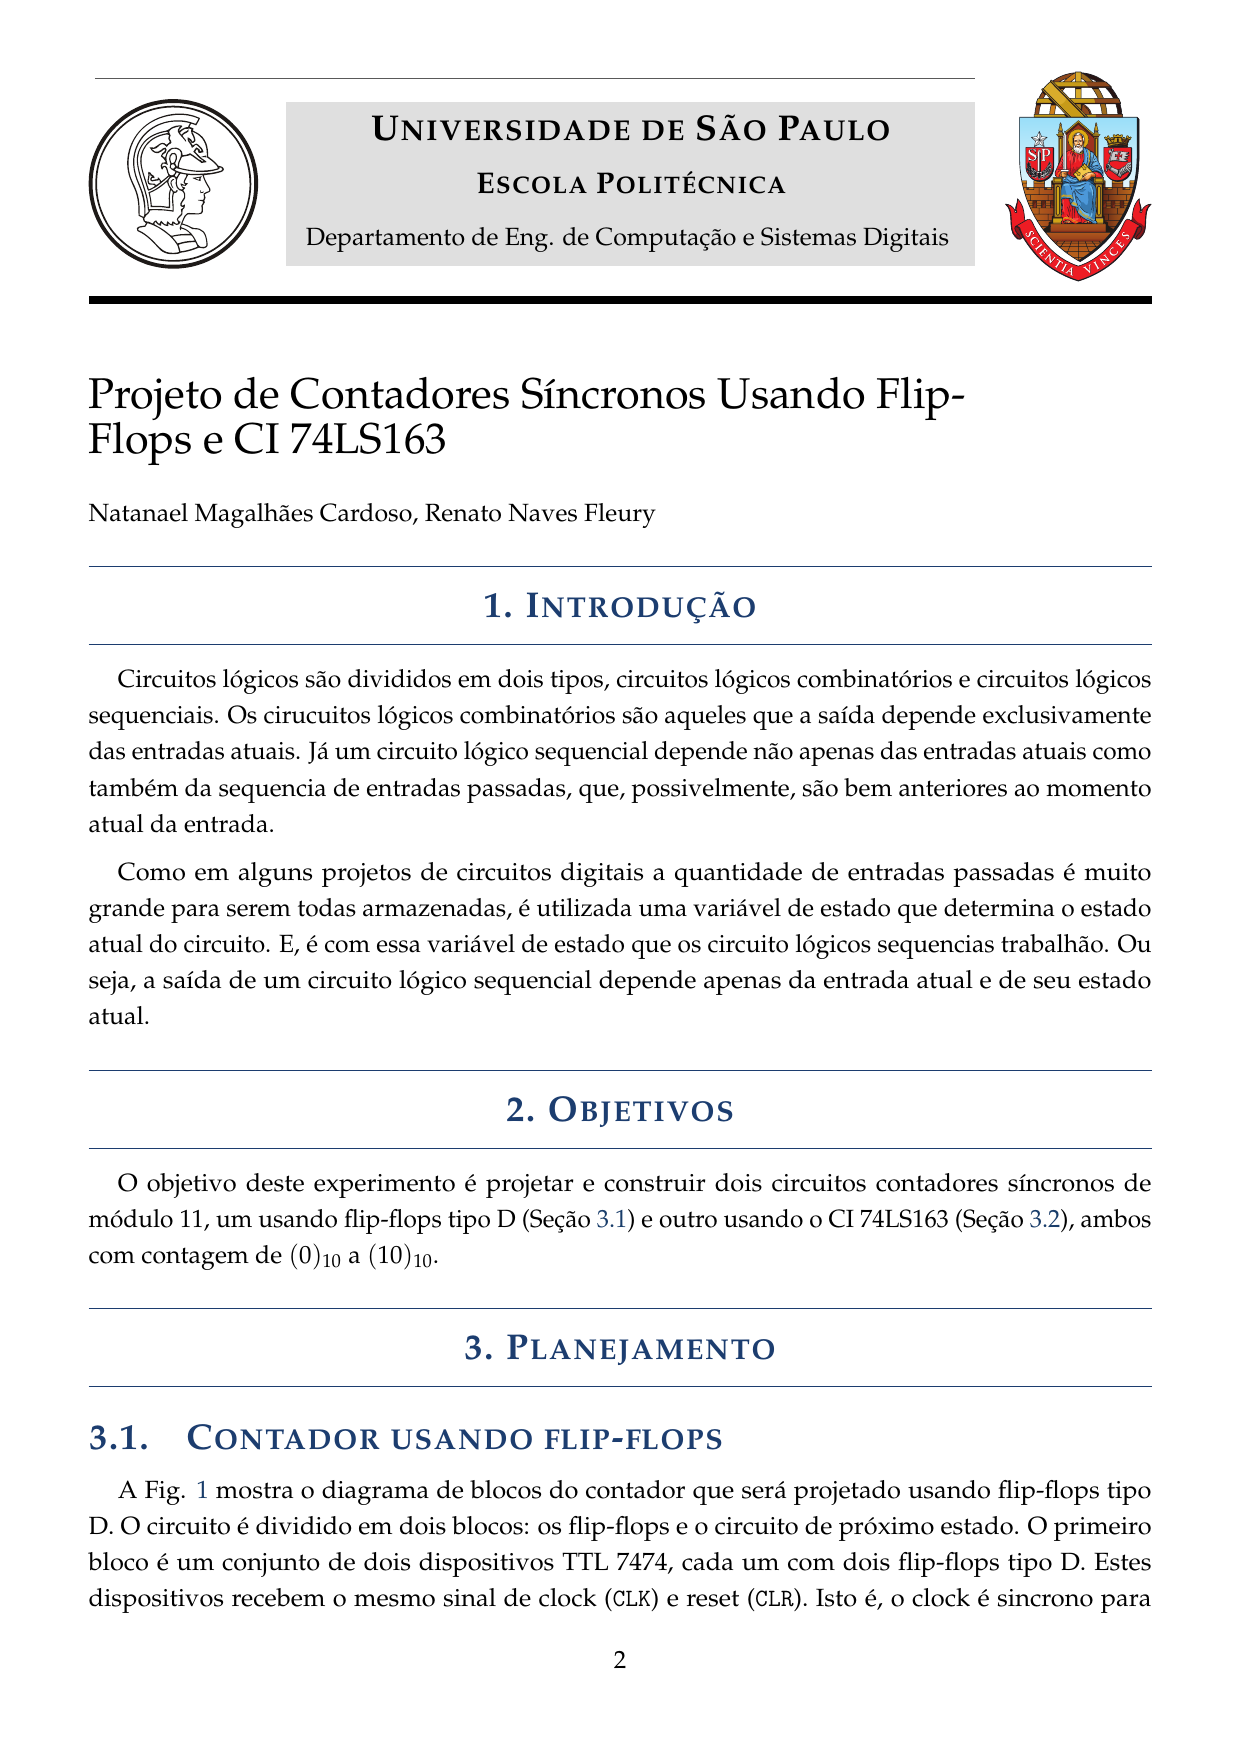 UNIVERSIDADE DE SÃO PAULO
ESCOLA POLITÉCNICA
Departamento de Eng. de Computação e Sistemas Digitais
SP
SCIENTIA VINCES
Projeto de Contadores Síncronos Usando Flip-
Flops e CI 74LS163
Natanael Magalhães Cardoso, Renato Naves Fleury
1. INTRODUÇÃO
Circuitos lógicos são divididos em dois tipos, circuitos lógicos combinatórios e circuitos lógicos
sequenciais. Os cirucuitos lógicos combinatórios são aqueles que a saída depende exclusivamente
das entradas atuais. Já um circuito lógico sequencial depende não apenas das entradas atuais como
também da sequencia de entradas passadas, que, possivelmente, são bem anteriores ao momento
atual da entrada.
Como em alguns projetos de circuitos digitais a quantidade de entradas passadas é muito
grande para serem todas armazenadas, é utilizada uma variável de estado que determina o estado
atual do circuito. E, é com essa variável de estado que os circuito lógicos sequencias trabalhão. Ou
seja, a saída de um circuito lógico sequencial depende apenas da entrada atual e de seu estado
atual.
2. OBJETIVOS
O objetivo deste experimento é projetar e construir dois circuitos contadores síncronos de
módulo 11, um usando flip-flops tipo D (Seção 3.1) e outro usando o CI 74LS163 (Seção 3.2), ambos
com contagem de (0)₁₀ a (10)₁₀.
3. PLANEJAMENTO
3.1. CONTADOR USANDO FLIP-FLOPS
A Fig. 1 mostra o diagrama de blocos do contador que será projetado usando flip-flops tipo
D. O circuito é dividido em dois blocos: os flip-flops e o circuito de próximo estado. O primeiro
bloco é um conjunto de dois dispositivos TTL 7474, cada um com dois flip-flops tipo D. Estes
dispositivos recebem o mesmo sinal de clock (CLK) e reset (CLR). Isto é, o clock é sincrono para
2